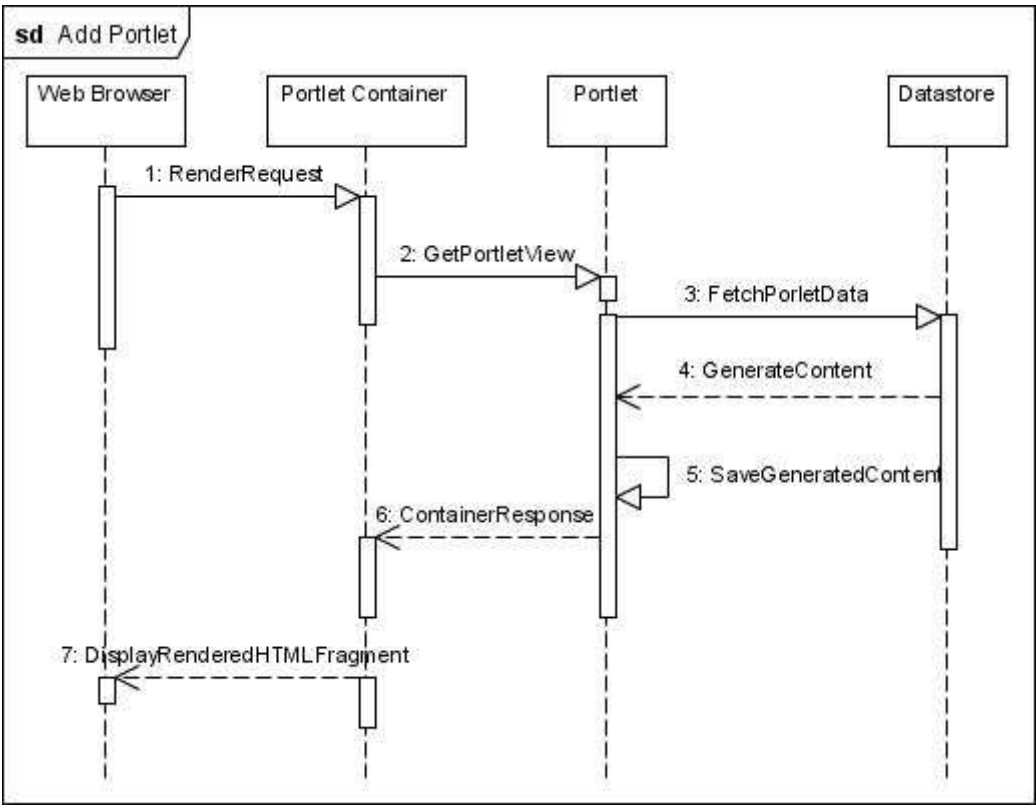 sd Add Portlet
Web Browser
Portlet Container
Portlet
Datastore
1: RenderRequest
2: GetPortletView
3: FetchPorletData
4: GenerateContent
5: SaveGeneratedContent
6: ContainerResponse
7: DisplayRenderedHTMLFragment